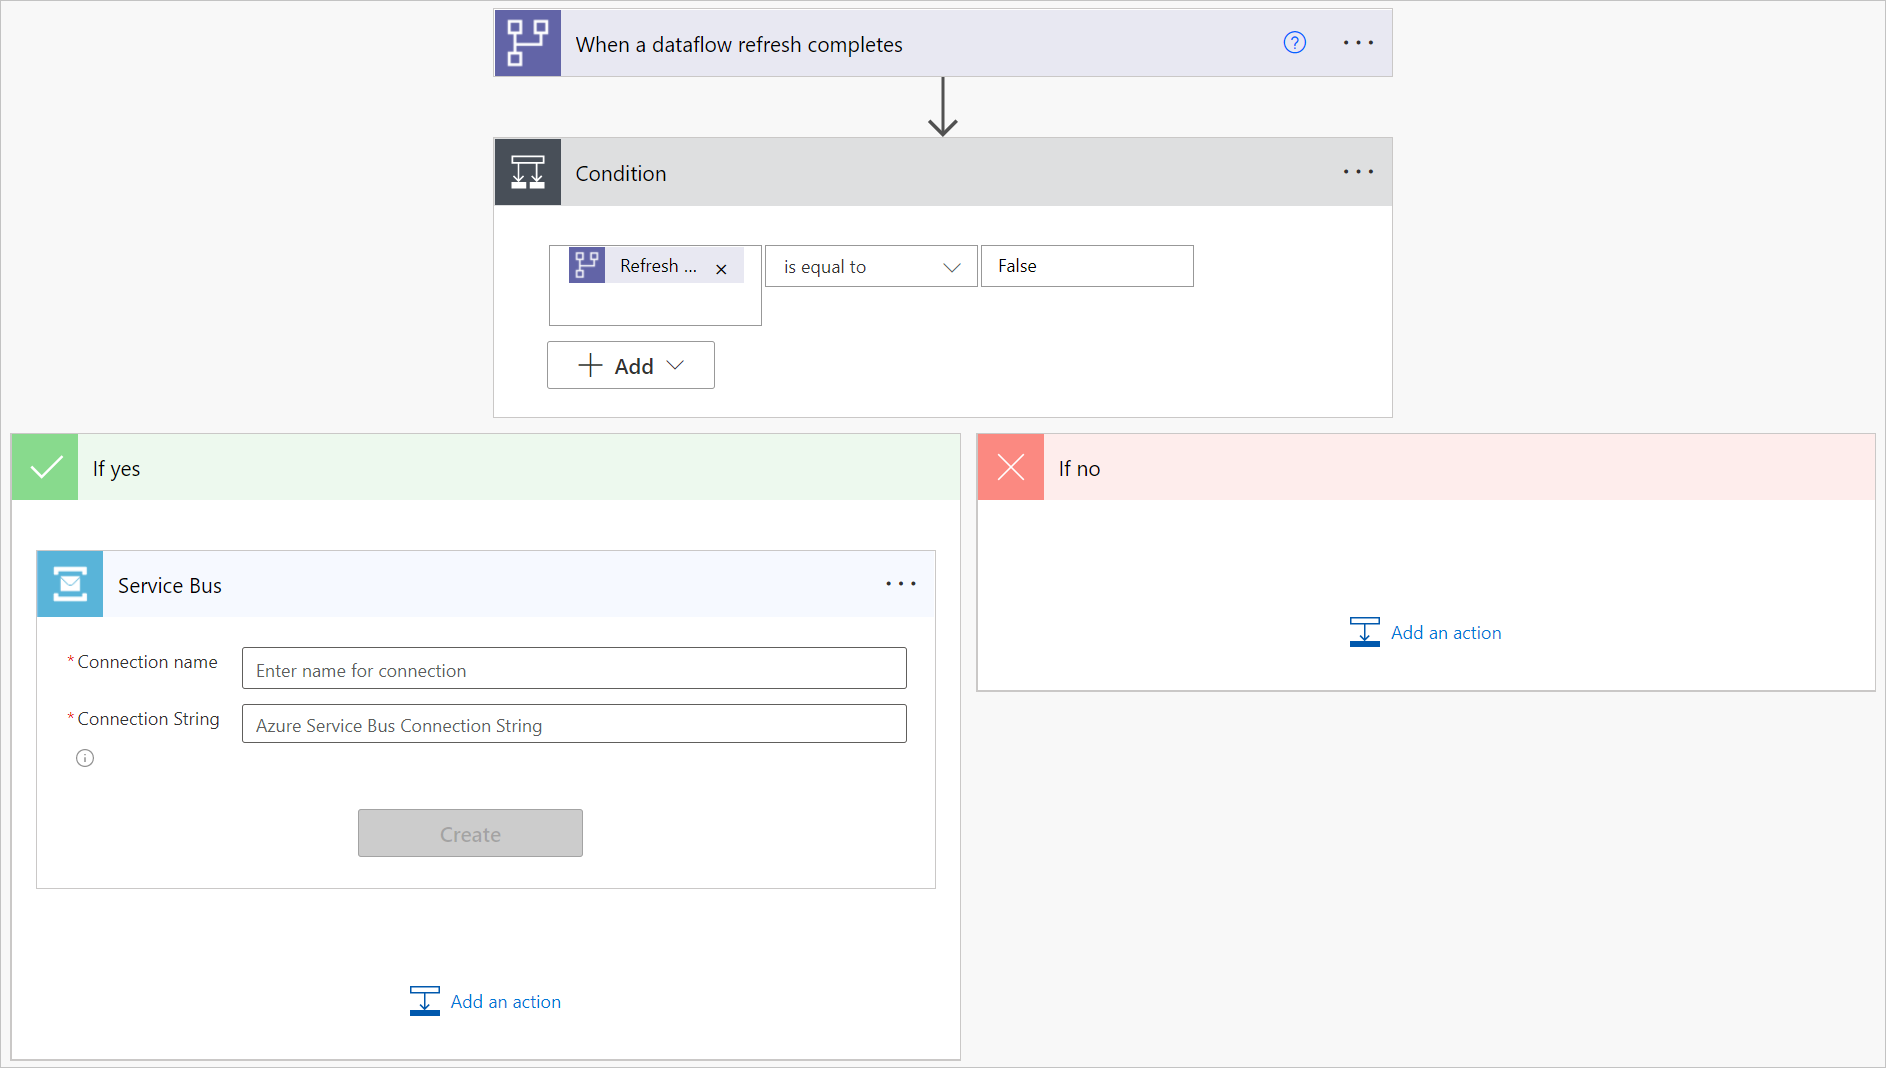 When a dataflow refresh completes
Condition
Refresh ...
is equal to
False
Add
If yes
Service Bus
*Connection name
Enter name for connection
*Connection String
Azure Service Bus Connection String
Create
Add an action
If no
Add an action